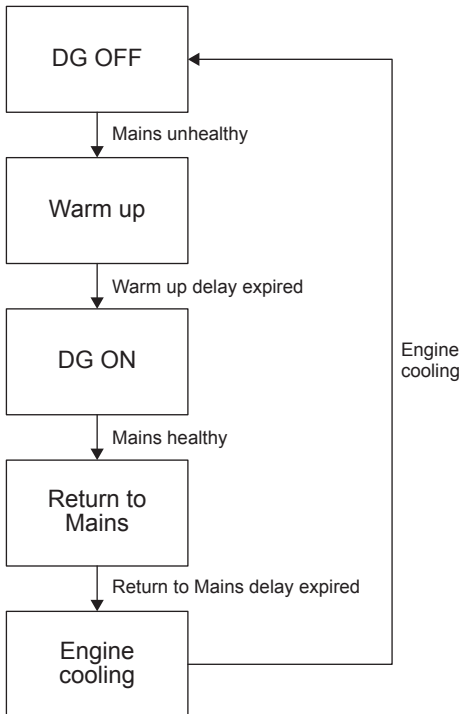 DG OFF
Mains unhealthy
Warm up
Warm up delay expired
DG ON
Engine
cooling
Mains healthy
Return to
Mains
Return to Mains delay expired
Engine
cooling